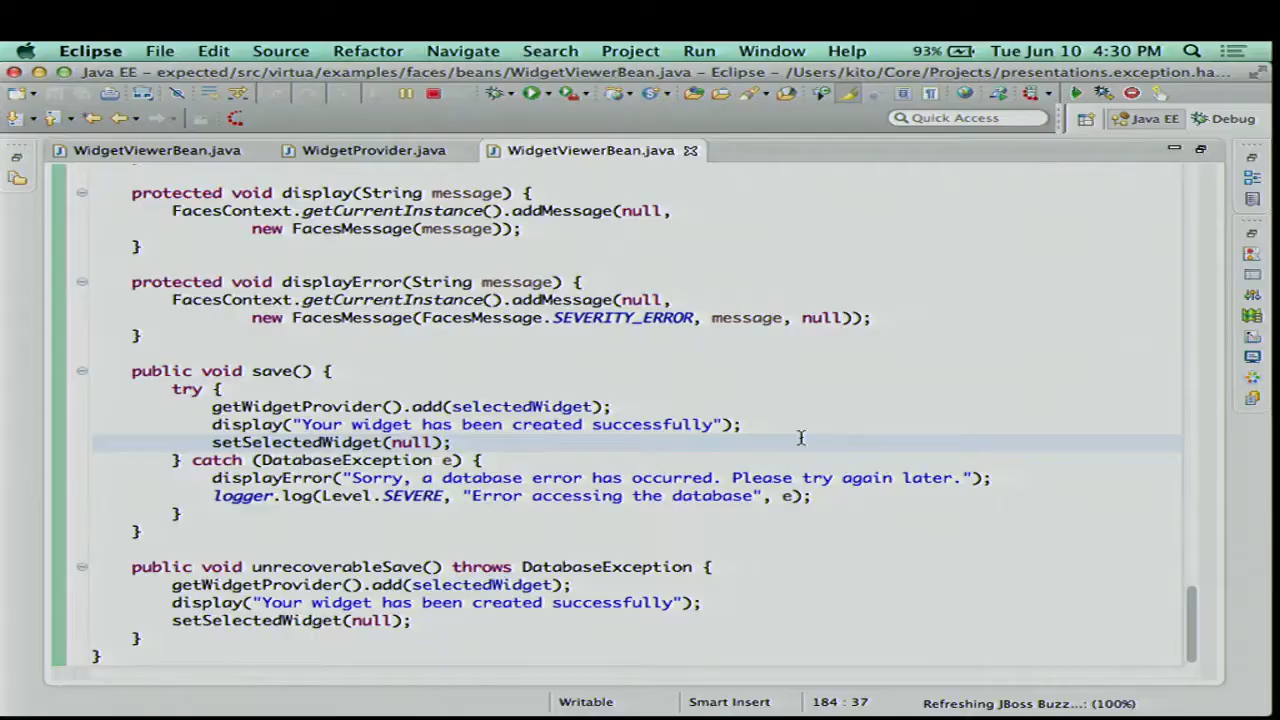 Eclipse File Edit Source Refactor Navigate Search Project Run Window Help 93% Tue Jun 10 4:30 PM
Java EE – expected/src/virtua/examples/faces/beans/WidgetViewerBean.java – Eclipse – /Users/kito/Core/Projects/presentations.exception.ha...
Quick Access Java EE Debug
WidgetViewerBean.java WidgetProvider.java WidgetViewerBean.java
protected void display(String message) {
FacesContext.getCurrentInstance().addMessage(null,
new FacesMessage(message));
}
protected void displayError(String message) {
FacesContext.getCurrentInstance().addMessage(null,
new FacesMessage(FacesMessage.SEVERITY_ERROR, message, null));
}
public void save() {
try {
getWidgetProvider().add(selectedWidget);
display("Your widget has been created successfully");
setSelectedWidget(null);
} catch (DatabaseException e) {
displayError("Sorry, a database error has occurred. Please try again later.");
logger.log(Level.SEVERE, "Error accessing the database", e);
}
}
public void unrecoverableSave() throws DatabaseException {
getWidgetProvider().add(selectedWidget);
display("Your widget has been created successfully");
setSelectedWidget(null);
}
}
Writable Smart Insert 184 : 37 Refreshing JBoss Buzz...: (100%)